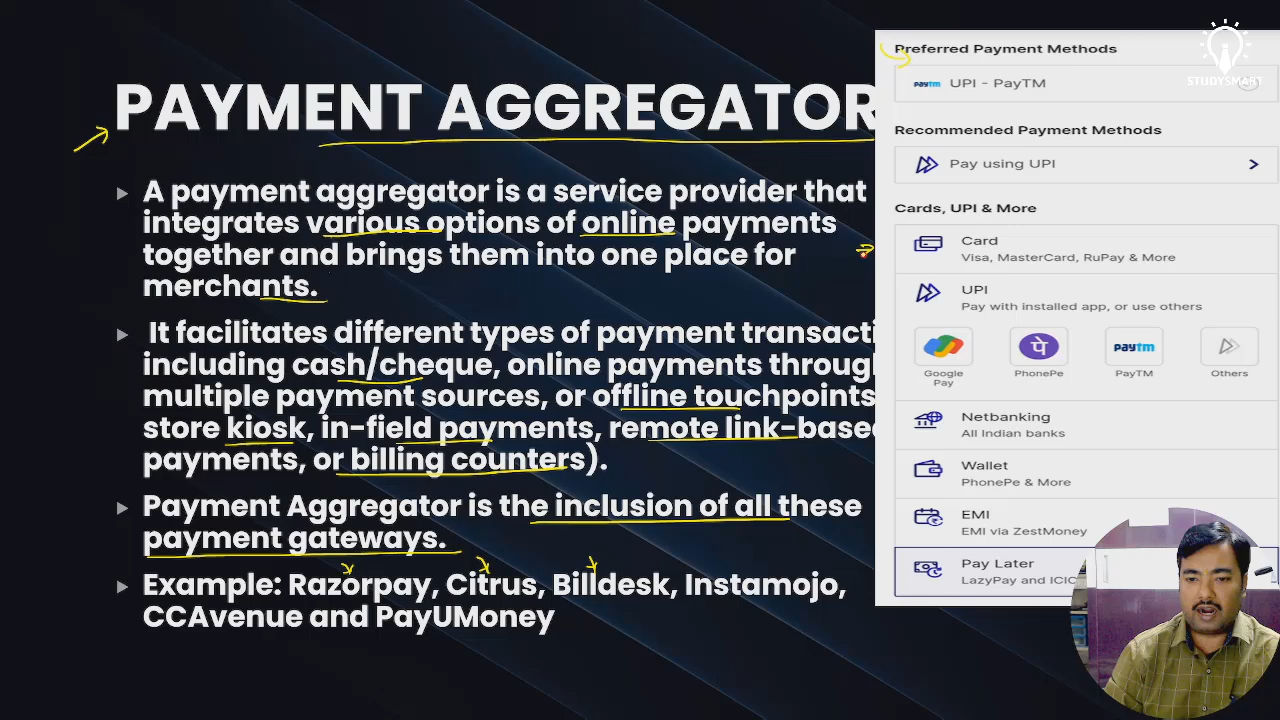 PAYMENT AGGREGATOR
A payment aggregator is a service provider that
integrates various options of online payments
together and brings them into one place for
merchants.
It facilitates different types of payment transacti
including cash/cheque, online payments through
multiple payment sources, or offline touchpoints
store kiosk, in-field payments, remote link-based
payments, or billing counters).
Payment Aggregator is the inclusion of all these
payment gateways.
Example: Razorpay, Citrus, Billdesk, Instamojo,
CCAvenue and PayUMoney
Preferred Payment Methods
paytm UPI - PayTM
Recommended Payment Methods
Pay using UPI
Cards, UPI & More
Card
Visa, MasterCard, RuPay & More
UPI
Pay with installed app, or use others
पे
paytm
Google
Pay
PhonePe
PayTM
Others
Netbanking
All Indian banks
Wallet
PhonePe & More
EMI
EMI via ZestMoney
Pay Later
LazyPay and ICIC
STUDYSMART